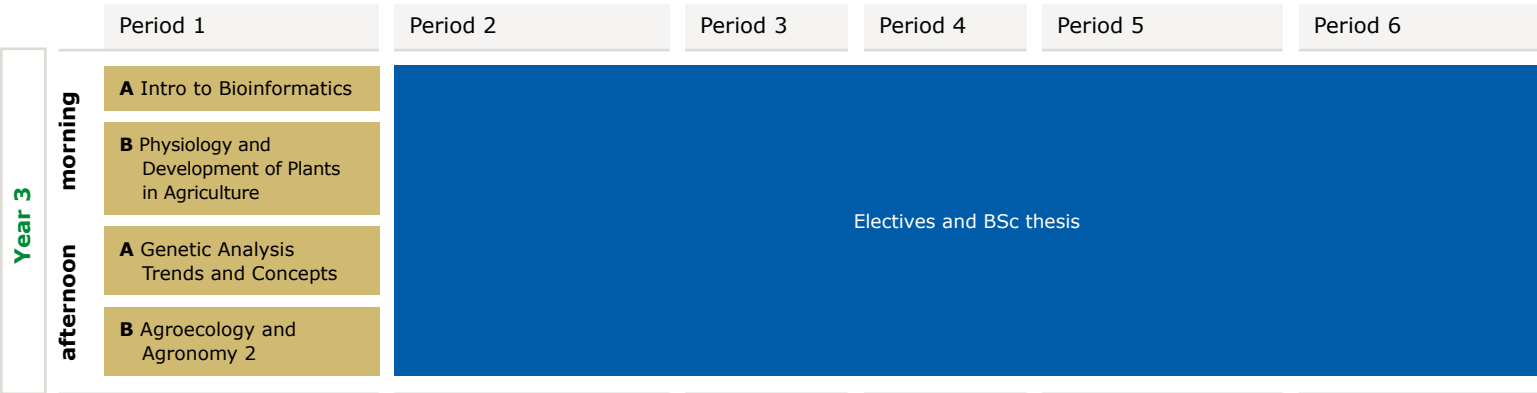 Period 1
Period 2
Period 3
Period 4
Period 5
Period 6
Year 3
morning
A Intro to Bioinformatics
B Physiology and
Development of Plants
in Agriculture
afternoon
A Genetic Analysis
Trends and Concepts
B Agroecology and
Agronomy 2
Electives and BSc thesis